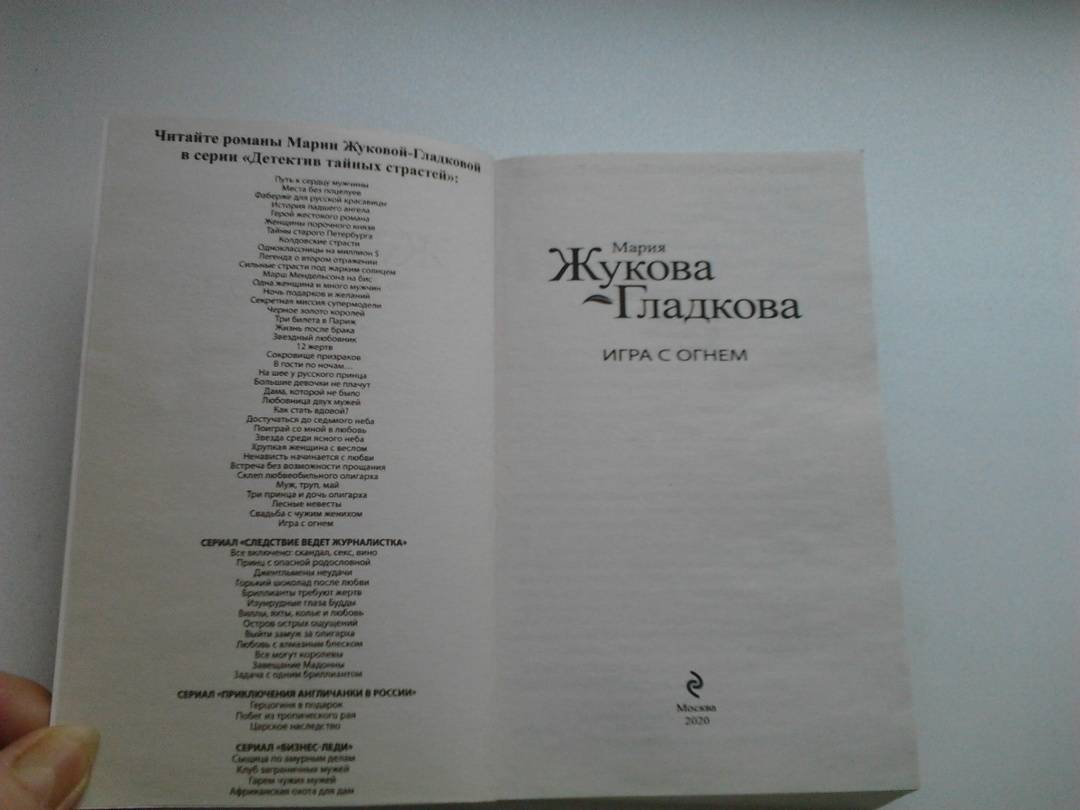 Читайте романы Марии Жуковой-Гладковой
в серии «Детектив тайных страстей»:
Путь к сердцу мужчины
Места без поцелуев
Фаберже для русской красавицы
История падшего ангела
Герой жестокого романа
Женщины порочного князя
Тайны старого Петербурга
Колдовские страсти
Одноклассницы на миллион $
Легенда о втором отражении
Сильные страсти под жарким солнцем
Марш Мендельсона на бис
Одна женщина и много мужчин
Ночь подарков и желаний
Секретная миссия супермодели
Черное золото королей
Три билета в Париж
Жизнь после брака
Звездный любовник
12 жертв
Сокровище призраков
В гости по ночам...
На шее у русского принца
Большие девочки не плачут
Дама, которой не было
Любовница двух мужей
Как стать вдовой?
Достучаться до седьмого неба
Поиграй со мной в любовь
Звезда среди ясного неба
Хрупкая женщина с веслом
Ненависть начинается с любви
Встреча без возможности прощания
Склеп любвеобильного олигарха
Муж, труп, май
Три принца и дочь олигарха
Лесные невесты
Свадьба с чужим женихом
Игра с огнем
СЕРИАЛ «СЛЕДСТВИЕ ВЕДЕТ ЖУРНАЛИСТКА»
Все включено: скандал, секс, вино
Принц с опасной родословной
Джентльмены неудачи
Горький шоколад после любви
Бриллианты требуют жертв
Изумрудные глаза Будды
Виллы, яхты, колье и любовь
Остров острых ощущений
Выйти замуж за олигарха
Любовь с алмазным блеском
Все могут королевы
Завещание Мадонны
Задача с одним бриллиантом
СЕРИАЛ «ПРИКЛЮЧЕНИЯ АНГЛИЧАНКИ В РОССИИ»
Герцогиня в подарок
Побег из тропического рая
Царское наследство
СЕРИАЛ «БИЗНЕС-ЛЕДИ»
Сыщица по амурным делам
Клуб заграничных мужей
Гарем чужих мужей
Африканская охота для дам
Мария
Жукова
Гладкова
ИГРА С ОГНЕМ
Москва
2020